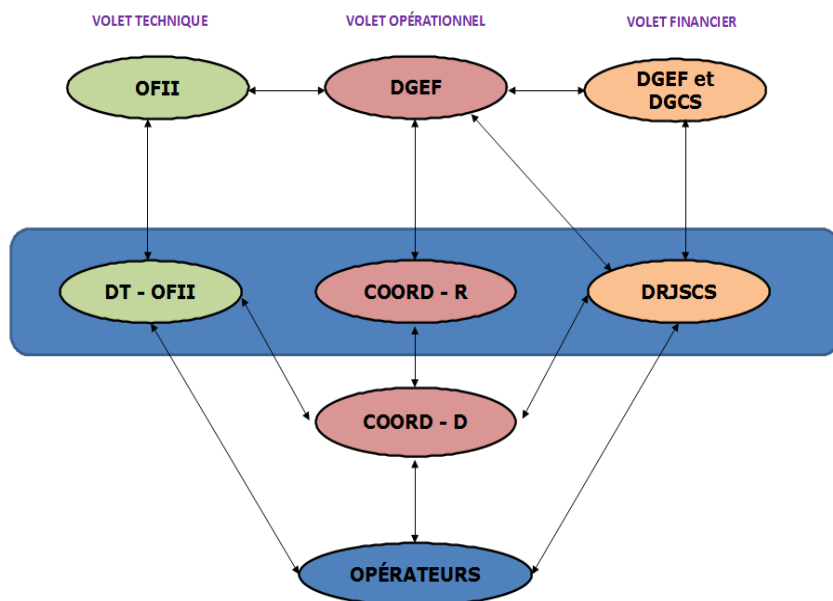 VOLET TECHNIQUE
VOLET OPÉRATIONNEL
VOLET FINANCIER
OFII
DGEF
DGEF et
DGCS
DT - OFII
COORD - R
DRJSCS
COORD - D
OPÉRATEURS